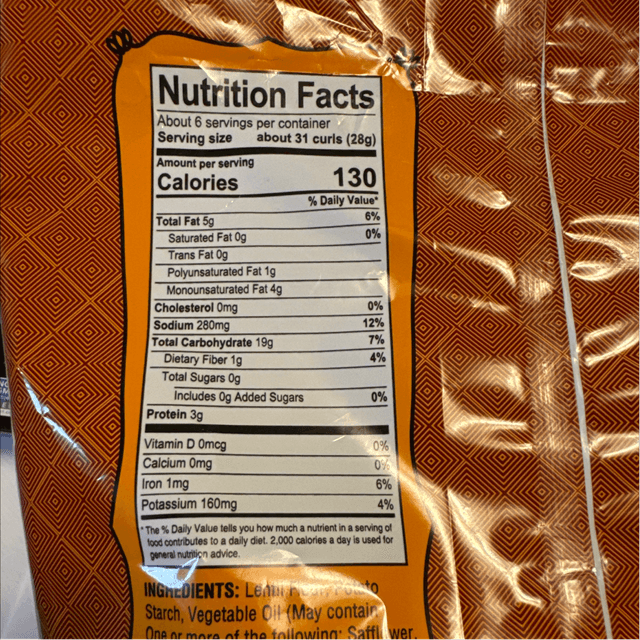 Nutrition Facts
About 6 servings per container
Serving size about 31 curls (28g)
Amount per serving
Calories 130
% Daily Value*
Total Fat 5g 6%
Saturated Fat 0g 0%
Trans Fat 0g
Polyunsaturated Fat 1g
Monounsaturated Fat 4g
Cholesterol 0mg 0%
Sodium 280mg 12%
Total Carbohydrate 19g 7%
Dietary Fiber 1g 4%
Total Sugars 0g
Includes 0g Added Sugars 0%
Protein 3g
Vitamin D 0mcg 0%
Calcium 0mg 0%
Iron 1mg 6%
Potassium 160mg 4%
*The % Daily Value tells you how much a nutrient in a serving of
food contributes to a daily diet. 2,000 calories a day is used for
general nutrition advice.
INGREDIENTS: Lentil Potato
Starch, Vegetable Oil (May contain
One or more of the following: Safflower,